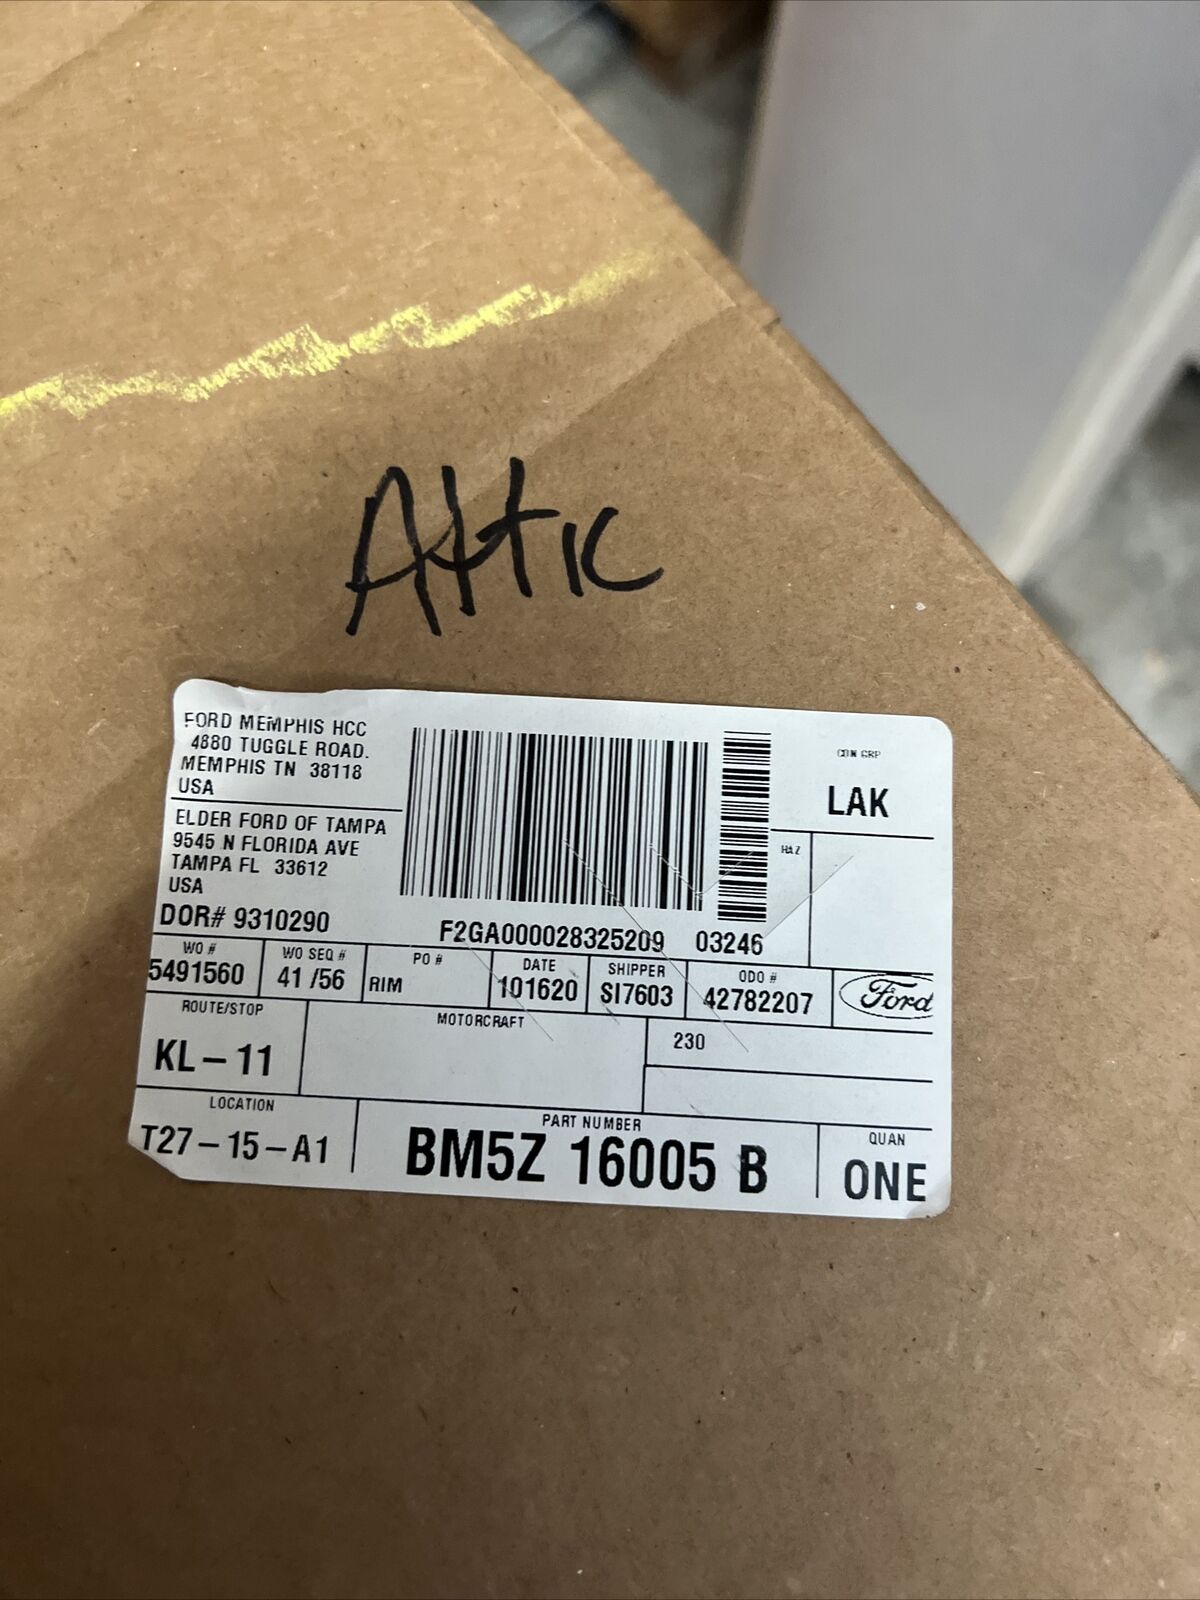 Attic
FORD MEMPHIS HCC
4880 TUGGLE ROAD.
MEMPHIS TN 38118
USA
ELDER FORD OF TAMPA
9545 N FLORIDA AVE
TAMPA FL 33612
USA
DOR# 9310290
F2GA000028325209 03246
CON GRP
LAK
HAZ
WO #
5491560
WO SEQ #
41 /56
PO #
RIM
DATE
101620
SHIPPER
SI7603
ODO #
42782207
Ford
ROUTE/STOP
KL-11
MOTORCRAFT
230
LOCATION
T27-15-A1
PART NUMBER
BM5Z 16005 B
QUAN
ONE